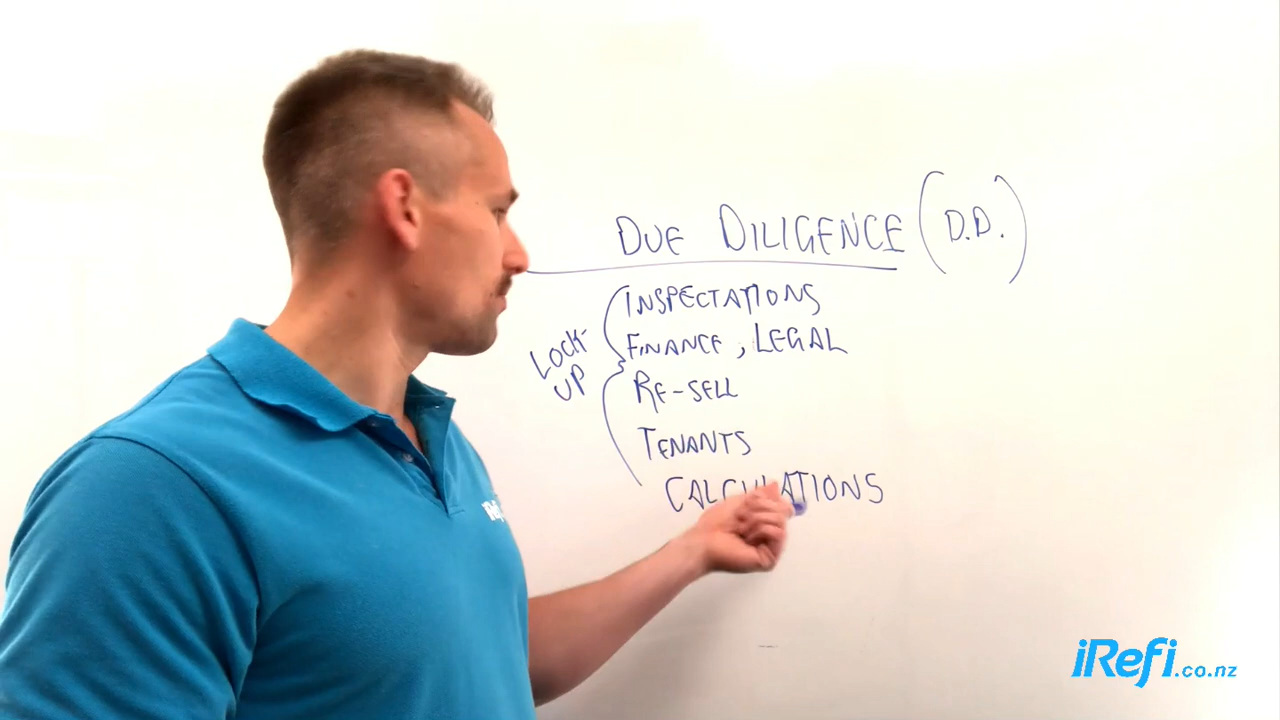 DUE DILIGENCE (D.D.)
INSPECTATIONS
FINANCE, LEGAL
LOCK-
UP
RE-SELL
TENANTS
CALCULATIONS
iRefi.co.nz